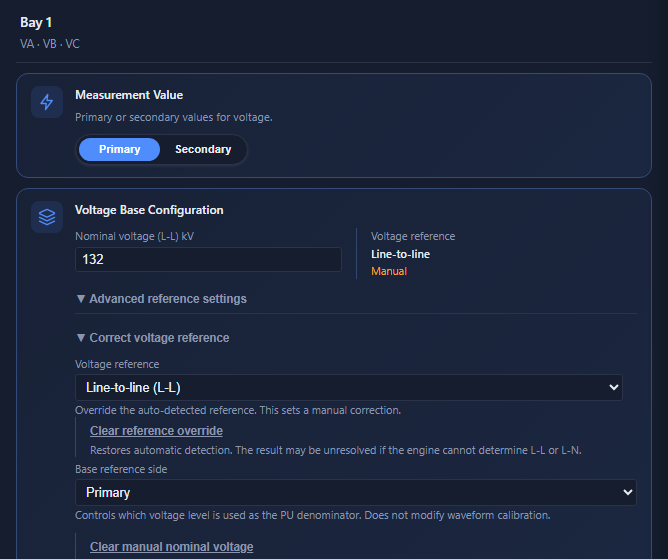 Bay 1
VA · VB · VC
Measurement Value
Primary or secondary values for voltage.
Primary Secondary
Voltage Base Configuration
Nominal voltage (L-L) kV
132
Voltage reference
Line-to-line
Manual
▼ Advanced reference settings
▼ Correct voltage reference
Voltage reference
Line-to-line (L-L)
Override the auto-detected reference. This sets a manual correction.
Clear reference override
Restores automatic detection. The result may be unresolved if the engine cannot determine L-L or L-N.
Base reference side
Primary
Controls which voltage level is used as the PU denominator. Does not modify waveform calibration.
Clear manual nominal voltage